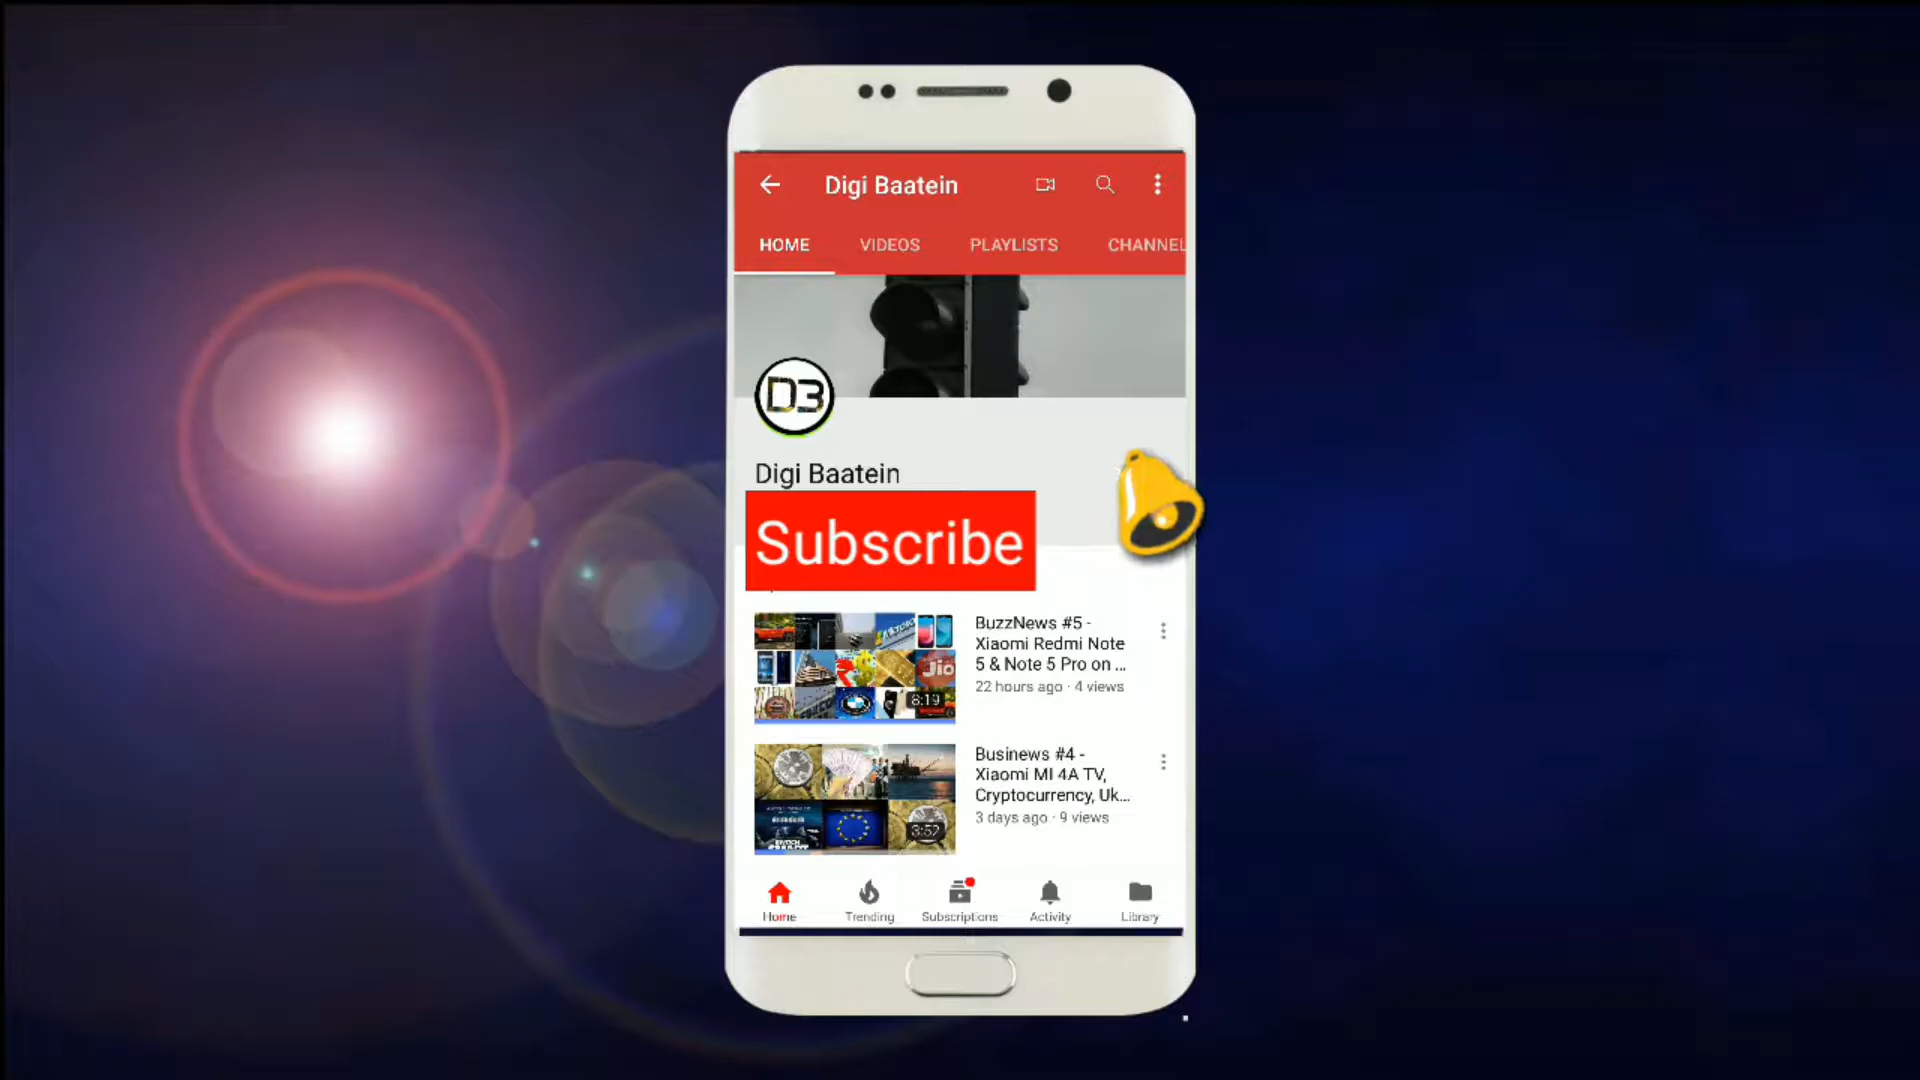 Digi Baatein
HOME VIDEOS PLAYLISTS CHANNEL
D3
Digi Baatein
Subscribe
BuzzNews #5 -
Xiaomi Redmi Note
5 & Note 5 Pro on ...
22 hours ago · 4 views
Jio
8:19
Businews #4 -
Xiaomi MI 4A TV,
Cryptocurrency, Uk...
3 days ago · 9 views
3:52
Home Trending Subscriptions Activity Library